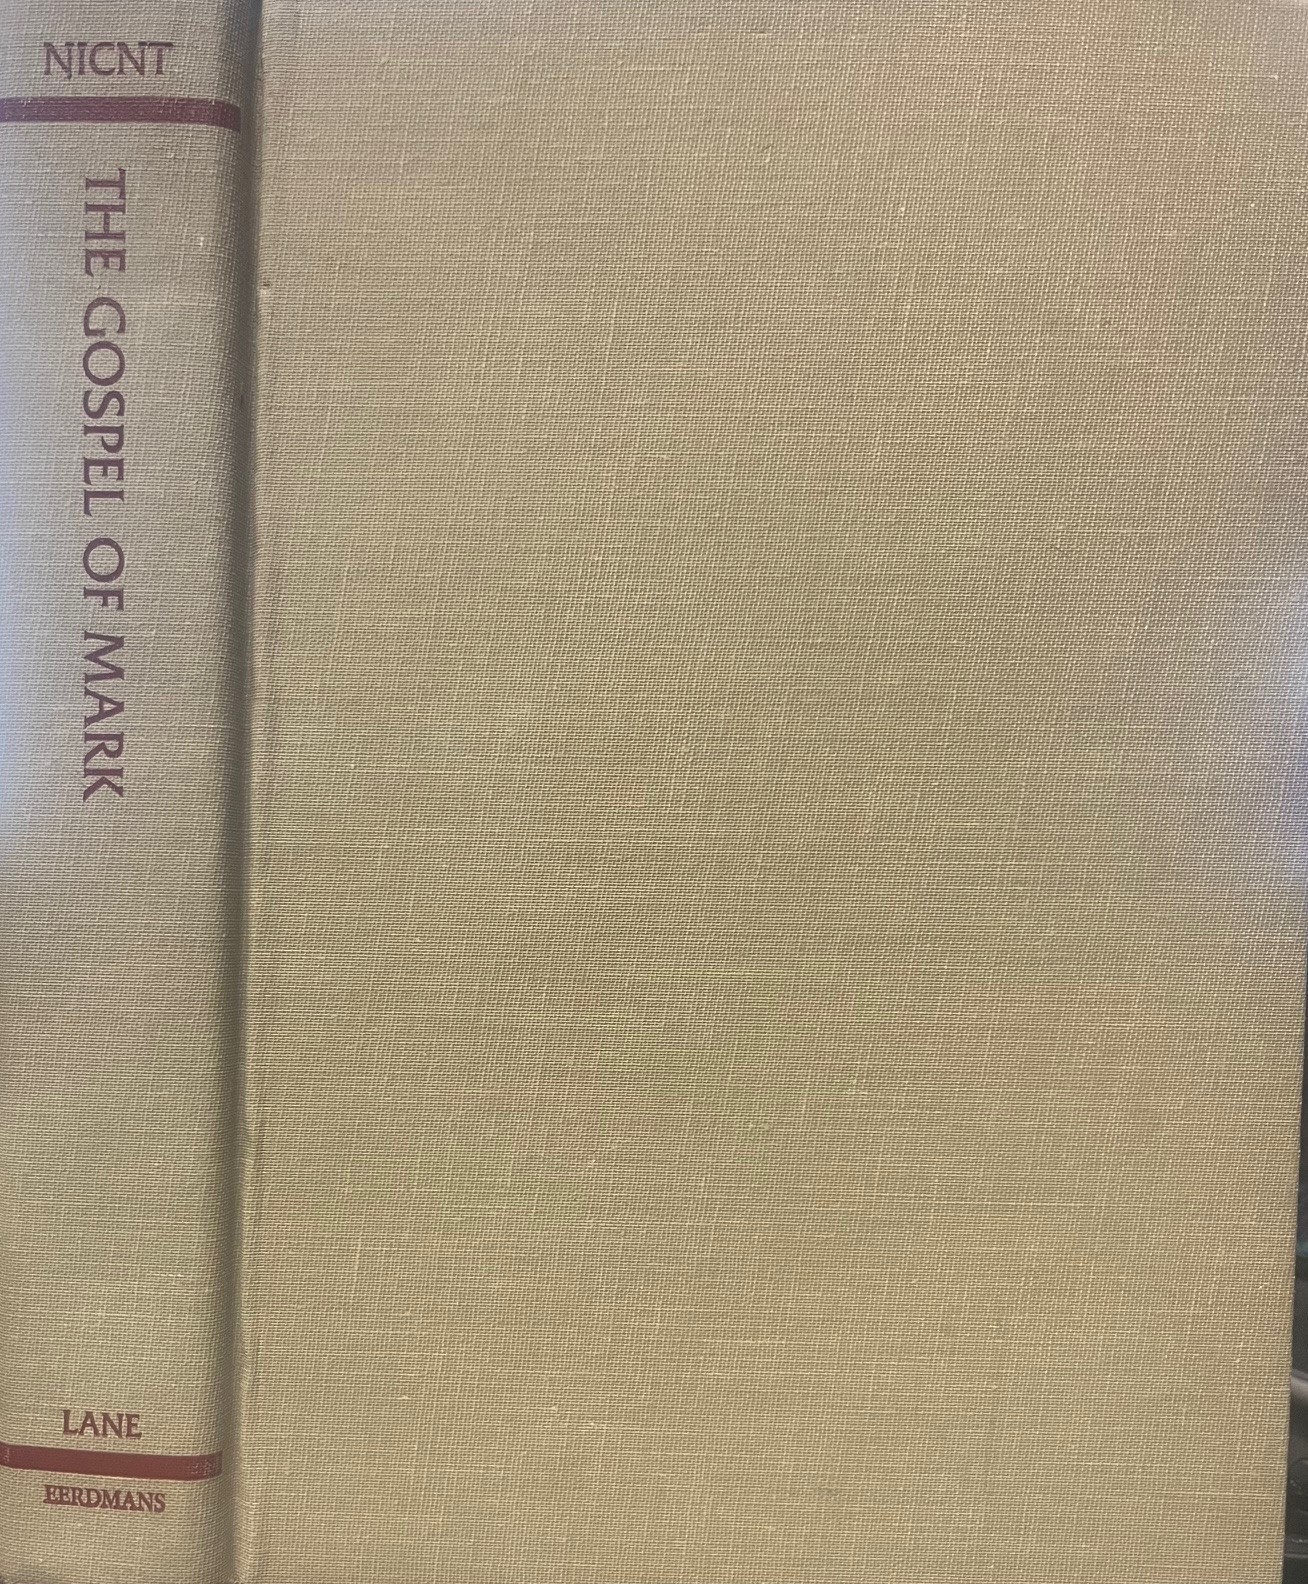 NICNT
THE GOSPEL OF MARK
LANE
EERDMANS